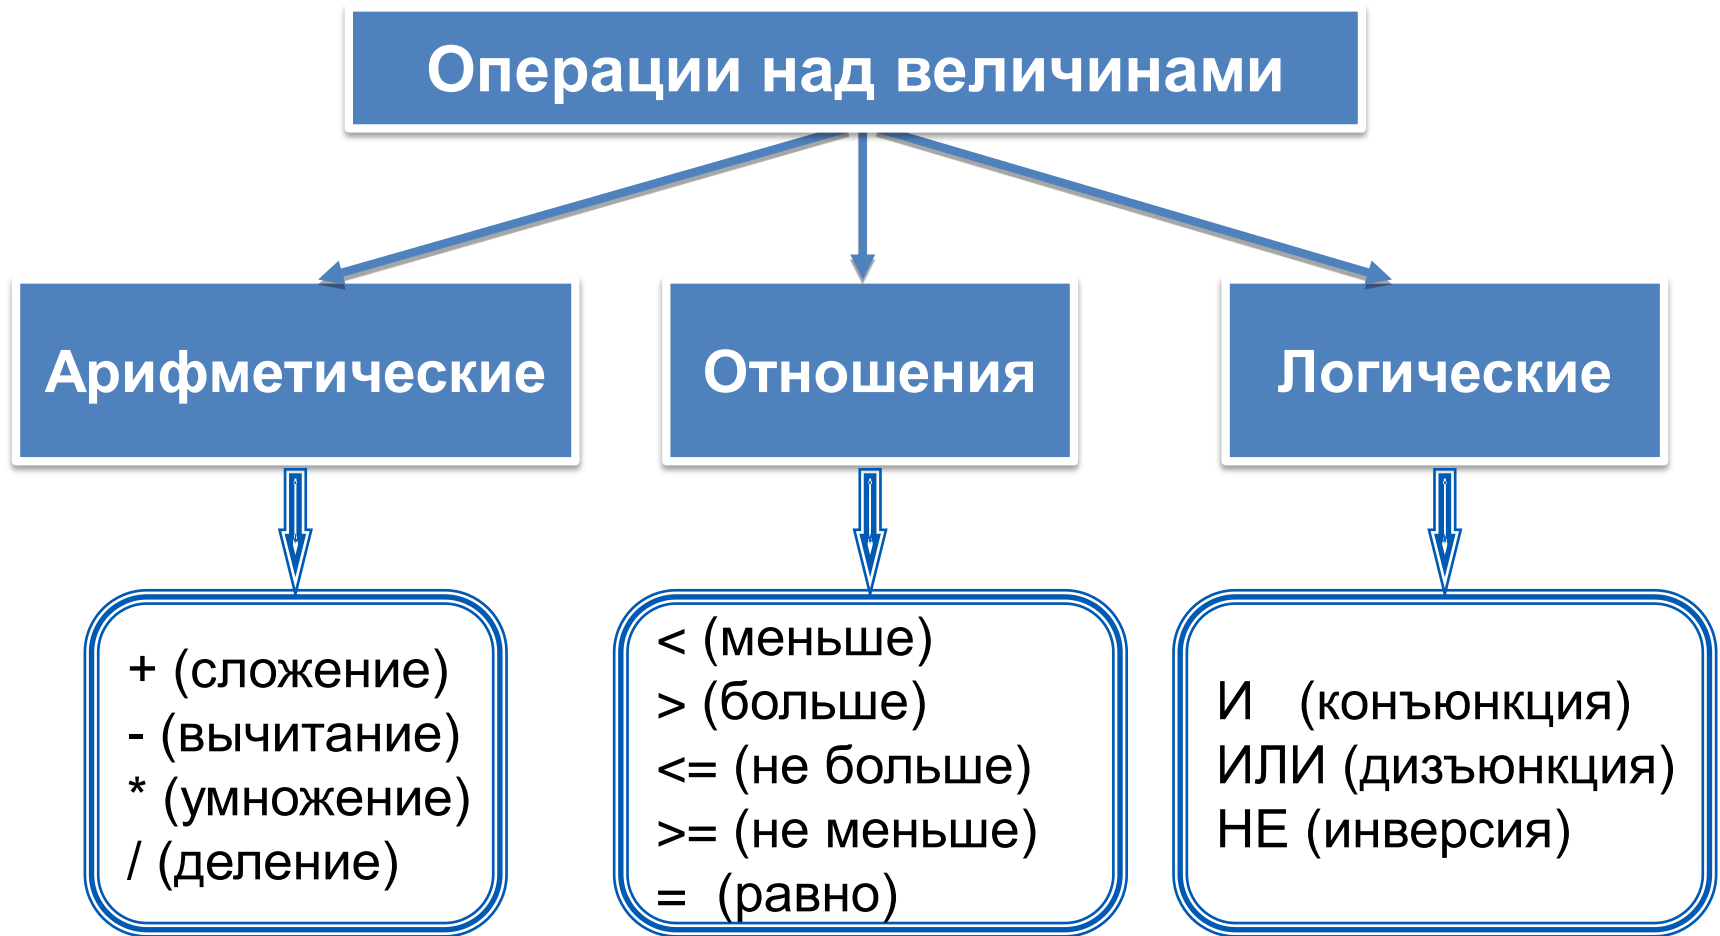 Операции над величинами
Арифметические
Отношения
Логические
+ (сложение)
- (вычитание)
* (умножение)
/ (деление)
< (меньше)
> (больше)
<= (не больше)
>= (не меньше)
= (равно)
И (конъюнкция)
ИЛИ (дизъюнкция)
НЕ (инверсия)